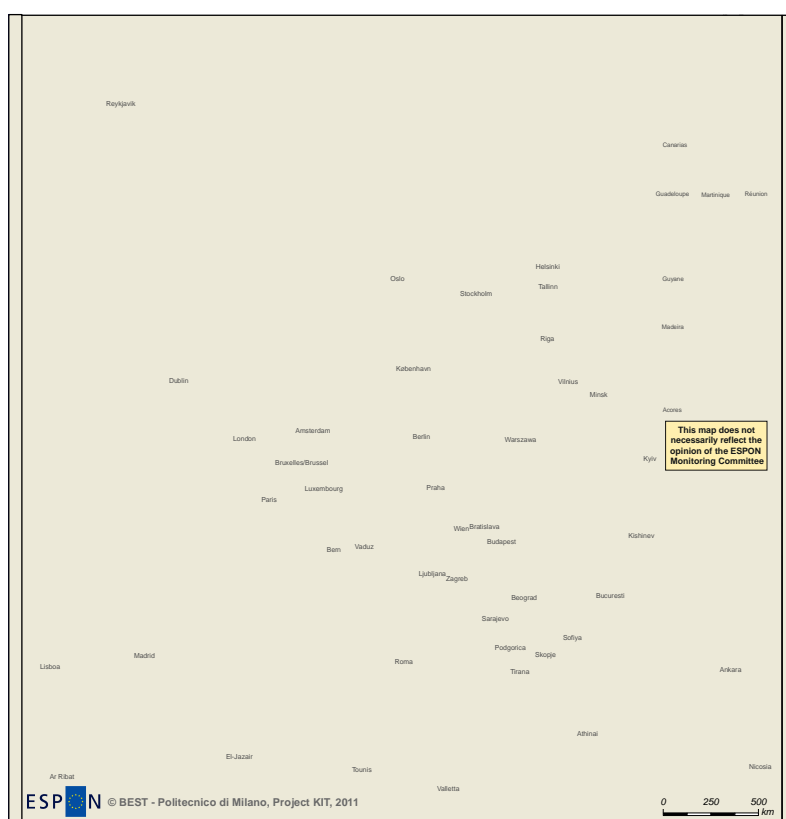 Reykjavik
Canarias
Guadeloupe
Martinique
Réunion
Helsinki
Oslo
Guyane
Tallinn
Stockholm
Madeira
Riga
København
Dublin
Vilnius
Minsk
Acores
This map does not
necessarily reflect the
opinion of the ESPON
Monitoring Committee
Amsterdam
Berlin
London
Warszawa
Kyiv
Bruxelles/Brussel
Luxembourg
Praha
Paris
Wien
Bratislava
Kishinev
Budapest
Vaduz
Bern
Ljubljana
Zagreb
Bucuresti
Beograd
Sarajevo
Sofiya
Podgorica
Skopje
Madrid
Roma
Lisboa
Ankara
Tirana
Athinai
El-Jazair
Nicosia
Tounis
Ar Ribat
Valletta
ESPON © BEST - Politecnico di Milano, Project KIT, 2011
0 250 500
km